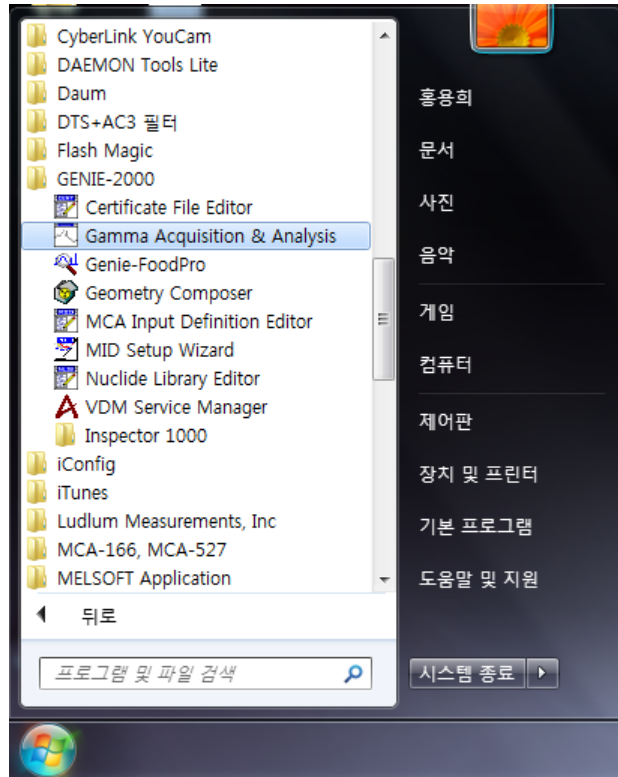 CyberLink YouCam
DAEMON Tools Lite
Daum
DTS+AC3 필터
Flash Magic
GENIE-2000
Certificate File Editor
Gamma Acquisition & Analysis
Genie-FoodPro
Geometry Composer
MCA Input Definition Editor
MID Setup Wizard
Nuclide Library Editor
VDM Service Manager
Inspector 1000
iConfig
iTunes
Ludlum Measurements, Inc
MCA-166, MCA-527
MELSOFT Application
뒤로
프로그램 및 파일 검색
홍용희
문서
사진
음악
게임
컴퓨터
제어판
장치 및 프린터
기본 프로그램
도움말 및 지원
시스템 종료